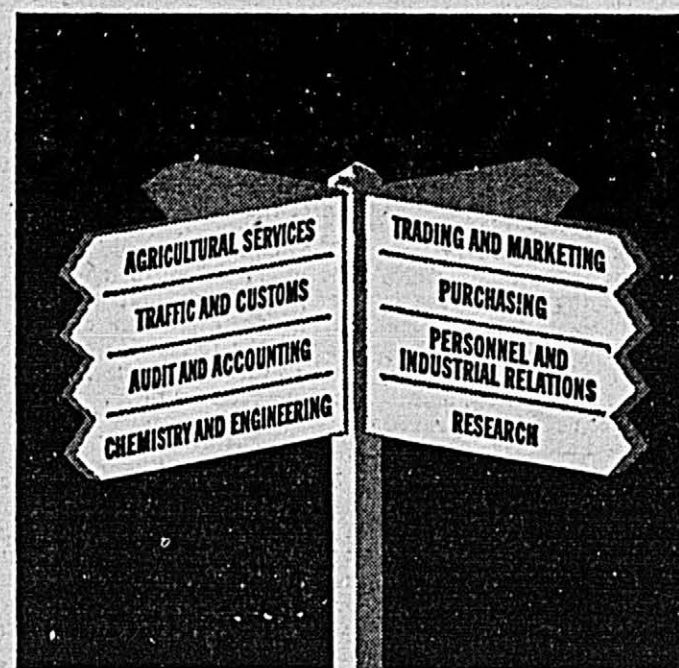 AGRICULTURAL SERVICES
TRAFFIC AND CUSTOMS
AUDIT AND ACCOUNTING
CHEMISTRY AND ENGINEERING
TRADING AND MARKETING
PURCHASING
PERSONNEL AND
INDUSTRIAL RELATIONS
RESEARCH